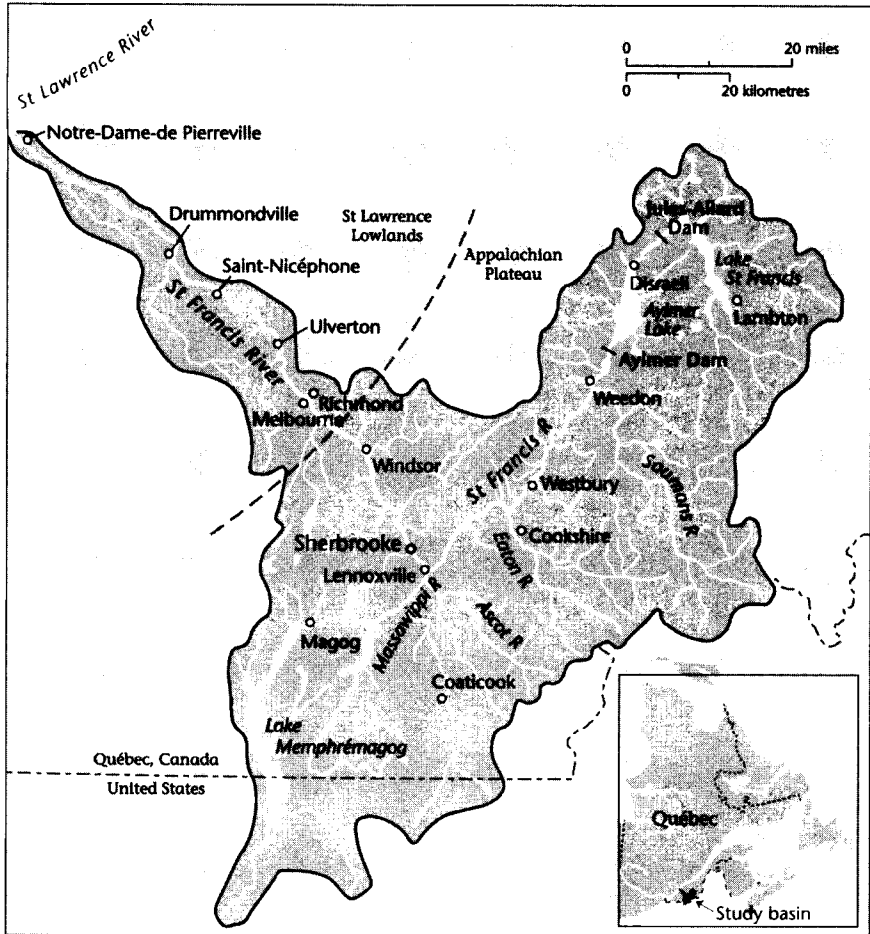 St Lawrence River
0 20 miles
0 20 kilometres
Notre-Dame-de Pierreville
Drummondville
St Lawrence
Lowlands
Jules-Allard
Dam
Appalachian
Plateau
Lake
St Francis
Saint-Nicéphone
Disraeli
Lambton
St Francis River
Aylmer
Lake
Ulverton
Aylmer Dam
Richmond
Melbourne
Weedon
Windsor
St Francis R
Westbury
Saumons R
Sherbrooke
Cookshire
Eaton R
Lennoxville
Massawippi R
Ascot R
Magog
Coaticook
Lake
Memphrémagog
Québec, Canada
United States
Québec
Study basin